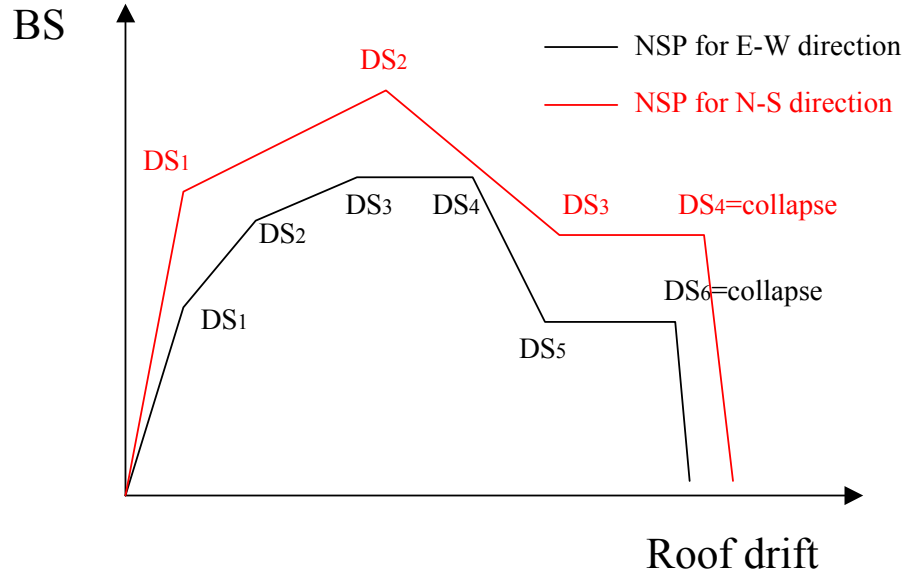 BS
NSP for E-W direction
DS2
NSP for N-S direction
DS1
DS3
DS4
DS3
DS4=collapse
DS2
DS6=collapse
DS1
DS5
Roof drift